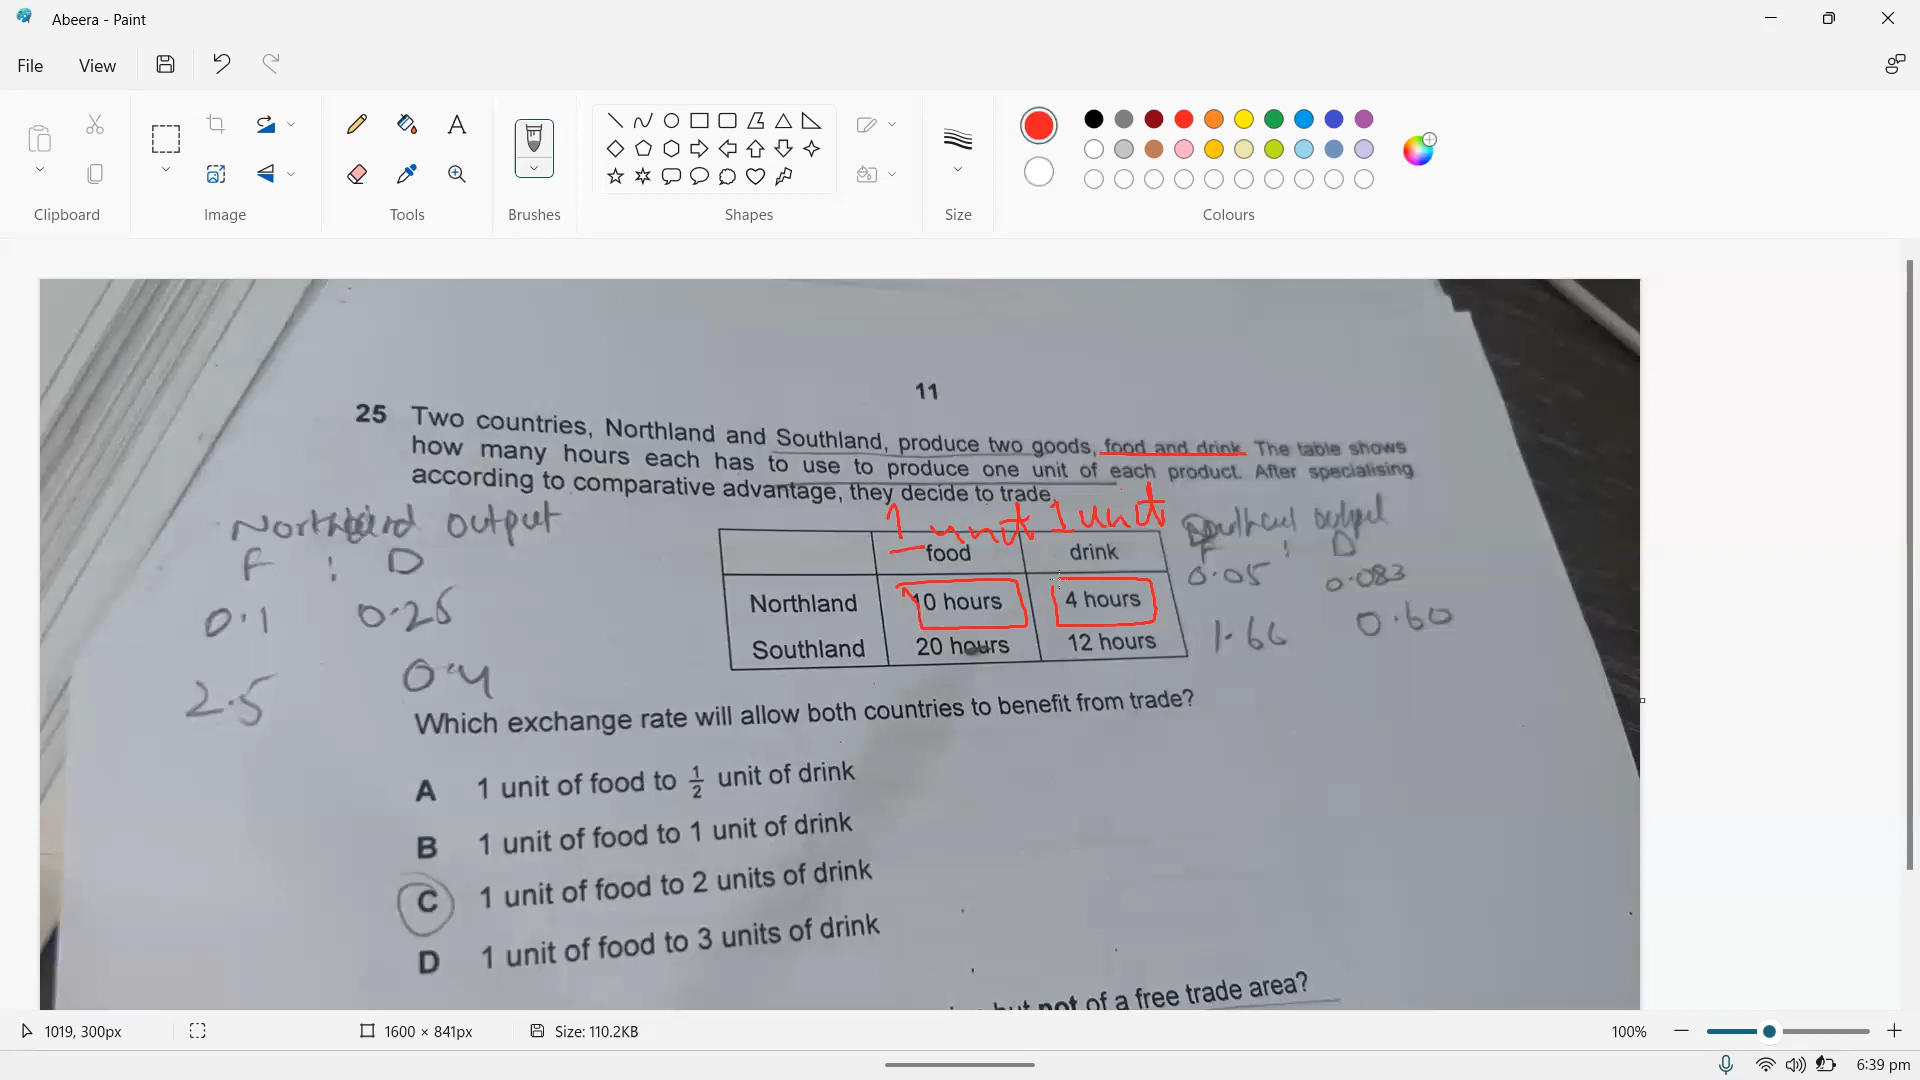 Abeera - Paint
File
View
Clipboard
Image
Tools
Brushes
Shapes
Size
Colours
11
25 Two countries, Northland and Southland, produce two goods, food and drink. The table shows
how many hours each has to use to produce one unit of each product. After specialising
according to comparative advantage, they decide to trade.
Northland output
F : D
0.1 0.25
2.5 0.4
1 unit 1 unit
food drink
Northland 10 hours 4 hours
Southland 20 hours 12 hours
output
F : D
0.05 0.083
1.66 0.60
Which exchange rate will allow both countries to benefit from trade?
A 1 unit of food to 1/2 unit of drink
B 1 unit of food to 1 unit of drink
C 1 unit of food to 2 units of drink
D 1 unit of food to 3 units of drink
but not of a free trade area?
1019, 300px
1600 × 841px
Size: 110.2KB
100%
6:39 pm